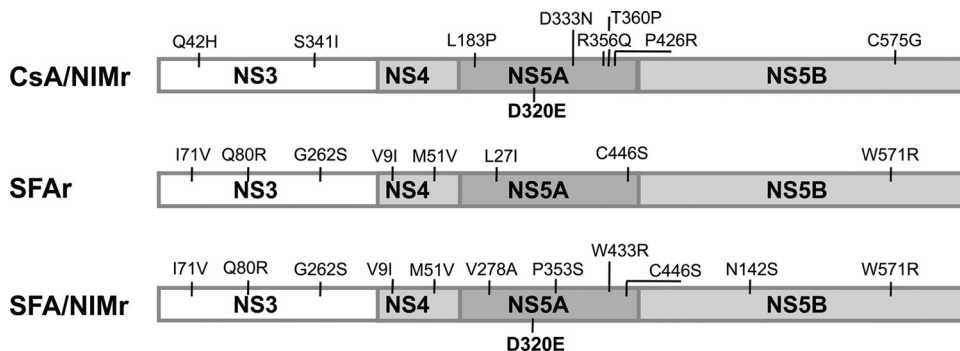 D333N T360P
Q42H S341I L183P R356Q P426R C575G
CsA/NIMr NS3 NS4 NS5A NS5B
D320E
I71V Q80R G262S V9I M51V L27I C446S W571R
SFAr NS3 NS4 NS5A NS5B
W433R
I71V Q80R G262S V9I M51V V278A P353S C446S N142S W571R
SFA/NIMr NS3 NS4 NS5A NS5B
D320E